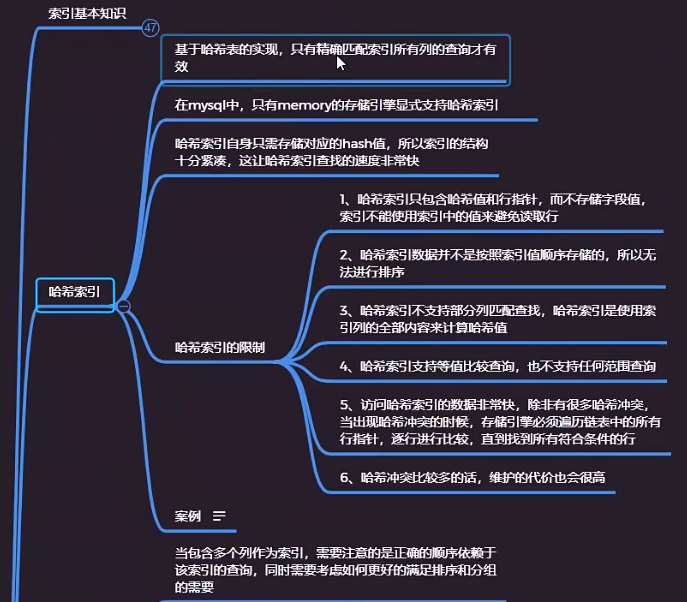 索引基本知识
47
基于哈希表的实现，只有精确匹配索引所有列的查询才有
效
在mysql中，只有memory的存储引擎显式支持哈希索引
哈希索引自身只需存储对应的hash值，所以索引的结构
十分紧凑，这让哈希索引查找的速度非常快
哈希索引
哈希索引的限制
1、哈希索引只包含哈希值和行指针，而不存储字段值，
索引不能使用索引中的值来避免读取行
2、哈希索引数据并不是按照索引值顺序存储的，所以无
法进行排序
3、哈希索引不支持部分列匹配查找，哈希索引是使用索
引列的全部内容来计算哈希值
4、哈希索引支持等值比较查询，也不支持任何范围查询
5、访问哈希索引的数据非常快，除非有很多哈希冲突，
当出现哈希冲突的时候，存储引擎必须遍历链表中的所有
行指针，逐行进行比较，直到找到所有符合条件的行
6、哈希冲突比较多的话，维护的代价也会很高
案例
当包含多个列作为索引，需要注意的是正确的顺序依赖于
该索引的查询，同时需要考虑如何更好的满足排序和分组
的需要